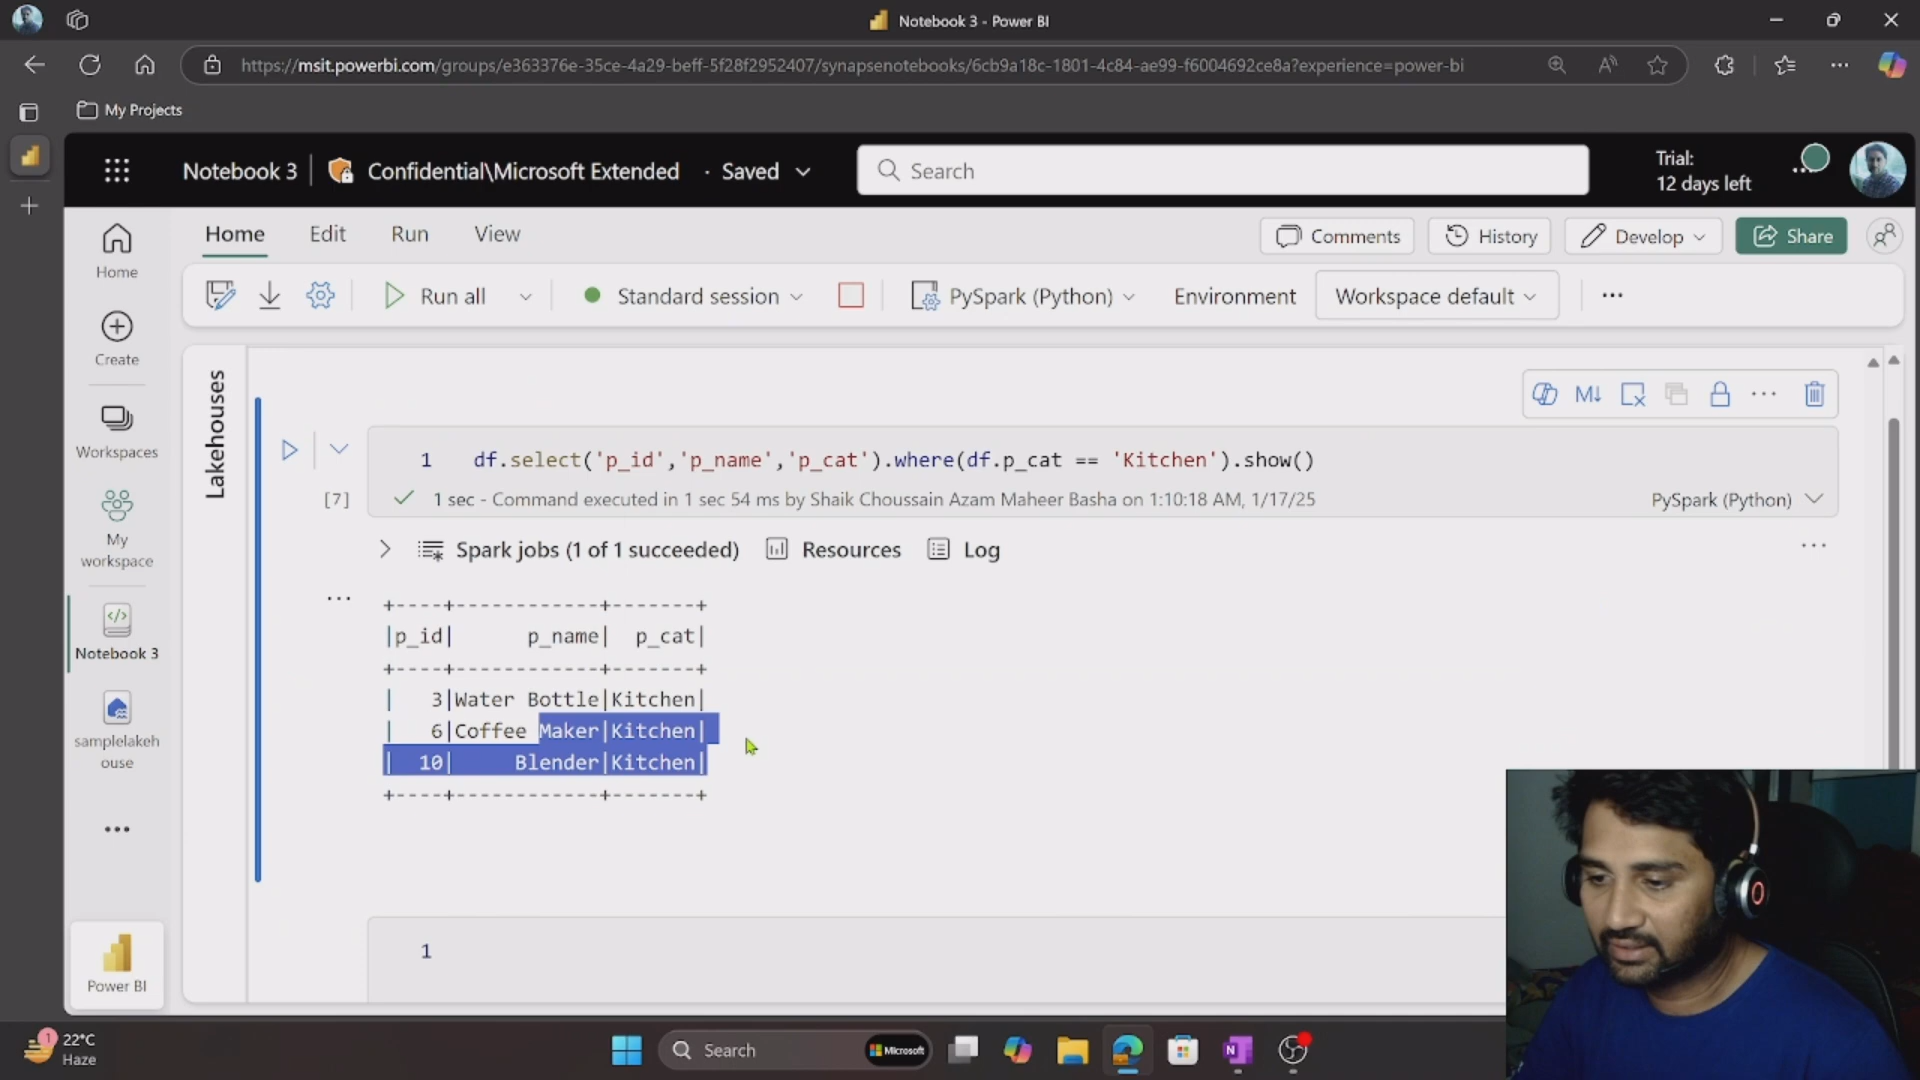 Notebook 3 - Power BI
https://msit.powerbi.com/groups/e363376e-35ce-4a29-beff-5f28f2952407/synapsenotebooks/6cb9a18c-1801-4c84-ae99-f6004692ce8a?experience=power-bi
My Projects
Notebook 3 | Confidential\Microsoft Extended · Saved
Search
Trial:
12 days left
Home Edit Run View
Comments History Develop Share
Run all Standard session PySpark (Python) Environment Workspace default
Home
Create
Workspaces
My
workspace
Notebook 3
samplelakeh
ouse
Power BI
Lakehouses
M↓
1 df.select('p_id','p_name','p_cat').where(df.p_cat == 'Kitchen').show()
[7] 1 sec - Command executed in 1 sec 54 ms by Shaik Choussain Azam Maheer Basha on 1:10:18 AM, 1/17/25 PySpark (Python)
Spark jobs (1 of 1 succeeded) Resources Log
+----+------------+-------+
|p_id|      p_name|  p_cat|
+----+------------+-------+
|   3|Water Bottle|Kitchen|
|   6|Coffee Maker|Kitchen|
|  10|     Blender|Kitchen|
+----+------------+-------+
1
1
22°C
Haze
Search
Microsoft